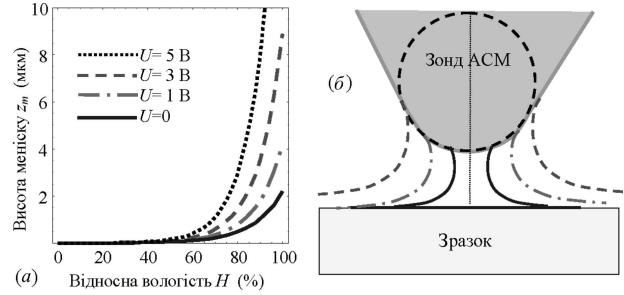 (а)
Висота меніску zm (мкм)
10
8
6
4
2
U= 5 В
U= 3 В
U= 1 В
U=0
0 20 40 60 80 100
Відносна вологість H (%)
(б)
Зонд АСМ
Зразок